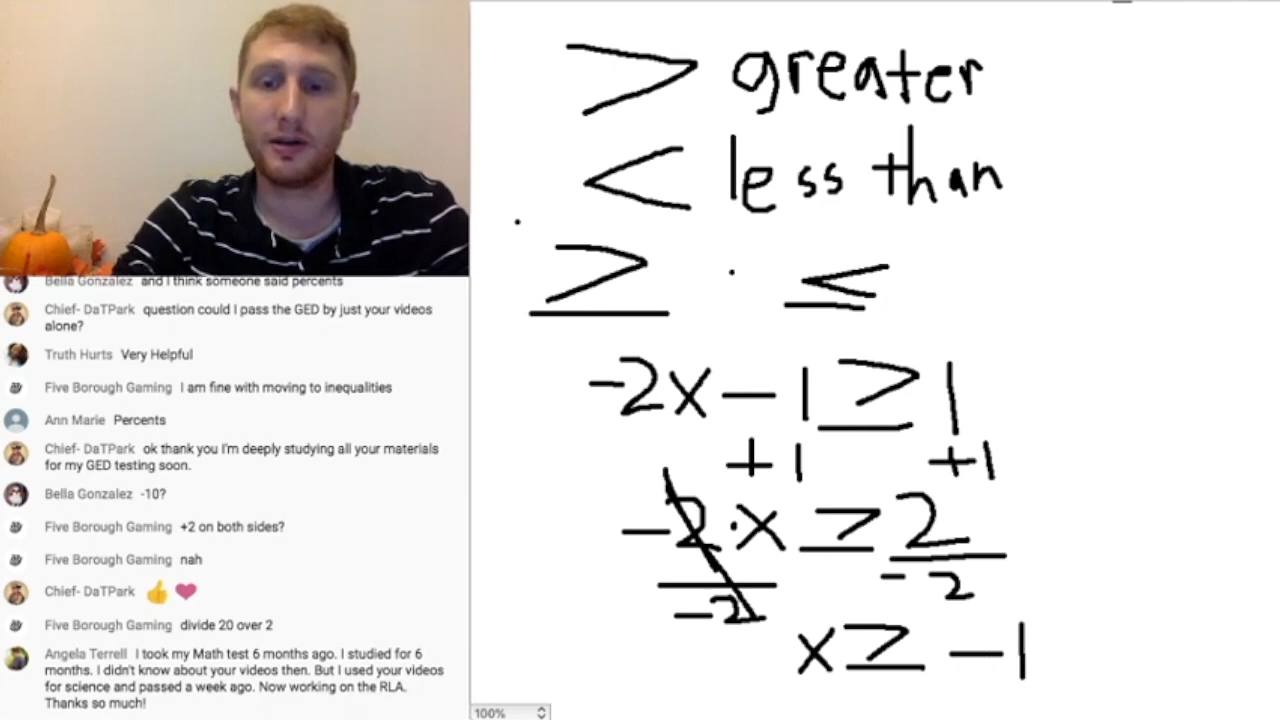 Bella Gonzalez and I think someone said percents
Chief- DaTPark question could I pass the GED by just your videos
alone?
Truth Hurts Very Helpful
Five Borough Gaming I am fine with moving to inequalities
Ann Marie Percents
Chief- DaTPark ok thank you I'm deeply studying all your materials
for my GED testing soon.
Bella Gonzalez -10?
Five Borough Gaming +2 on both sides?
Five Borough Gaming nah
Chief- DaTPark 👍 ❤
Five Borough Gaming divide 20 over 2
Angela Terrell I took my Math test 6 months ago. I studied for 6
months. I didn't know about your videos then. But I used your videos
for science and passed a week ago. Now working on the RLA.
Thanks so much!
> greater
< less than
≥ · ≤
-2x - 1 ≥ 1
+1 +1
-2·x ≥ 2
-2 -2
x ≥ -1
100%